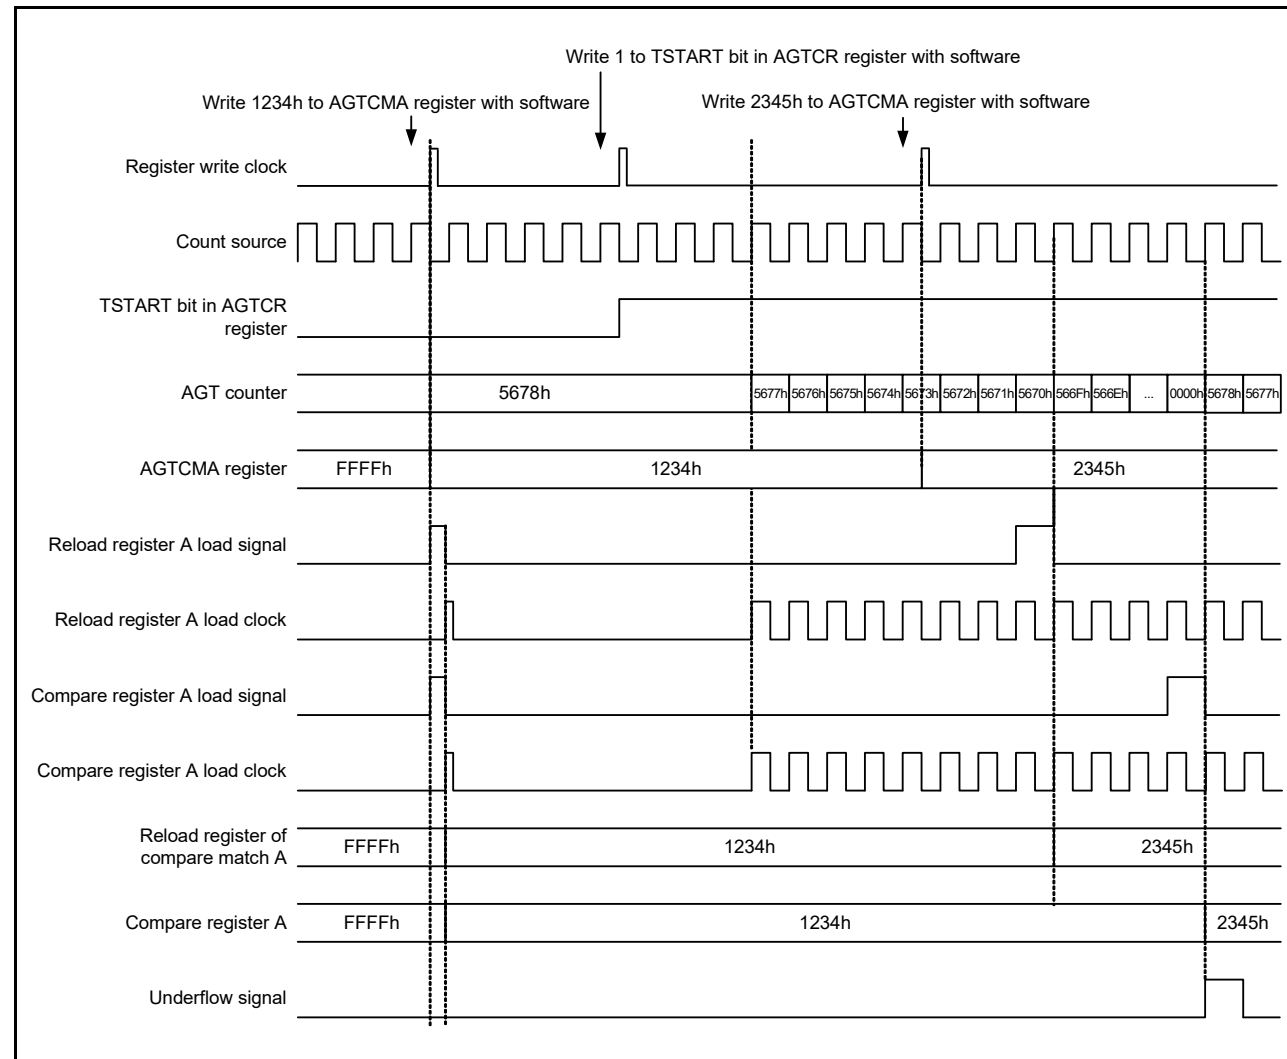 Write 1 to TSTART bit in AGTCR register with software
Write 1234h to AGTCMA register with software
Write 2345h to AGTCMA register with software
Register write clock
Count source
TSTART bit in AGTCR
register
AGT counter
5678h
5677h 5676h 5675h 5674h 5673h 5672h 5671h 5670h 566Fh 566Eh ... 0000h 5678h 5677h
AGTCMA register
FFFFh
1234h
2345h
Reload register A load signal
Reload register A load clock
Compare register A load signal
Compare register A load clock
Reload register of
compare match A
FFFFh
1234h
2345h
Compare register A
FFFFh
1234h
2345h
Underflow signal